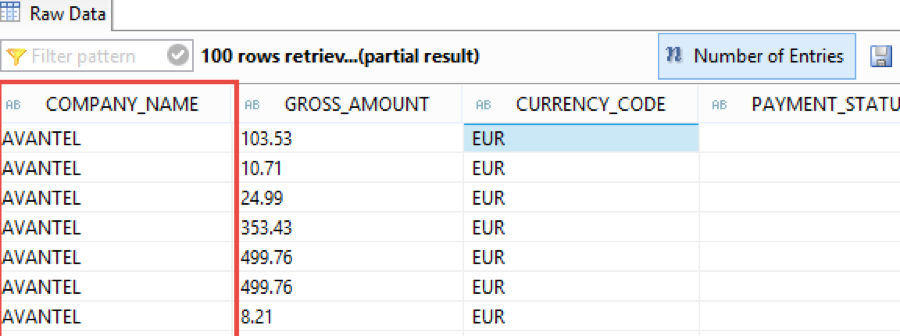 Raw Data
Filter pattern 100 rows retriev...(partial result) n Number of Entries
AB COMPANY_NAME AB GROSS_AMOUNT AB CURRENCY_CODE AB PAYMENT_STATU
AVANTEL 103.53 EUR
AVANTEL 10.71 EUR
AVANTEL 24.99 EUR
AVANTEL 353.43 EUR
AVANTEL 499.76 EUR
AVANTEL 499.76 EUR
AVANTEL 8.21 EUR